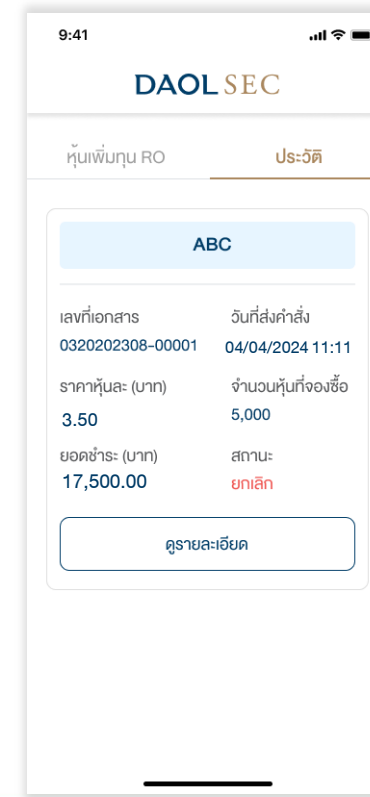 9:41
DAOL SEC
หุ้นเพิ่มทุน RO ประวัติ
ABC
เลขที่เอกสาร วันที่ส่งคำสั่ง
0320202308-00001 04/04/2024 11:11
ราคาหุ้นละ (บาท) จำนวนหุ้นที่จองซื้อ
3.50 5,000
ยอดชำระ (บาท) สถานะ
17,500.00 ยกเลิก
ดูรายละเอียด